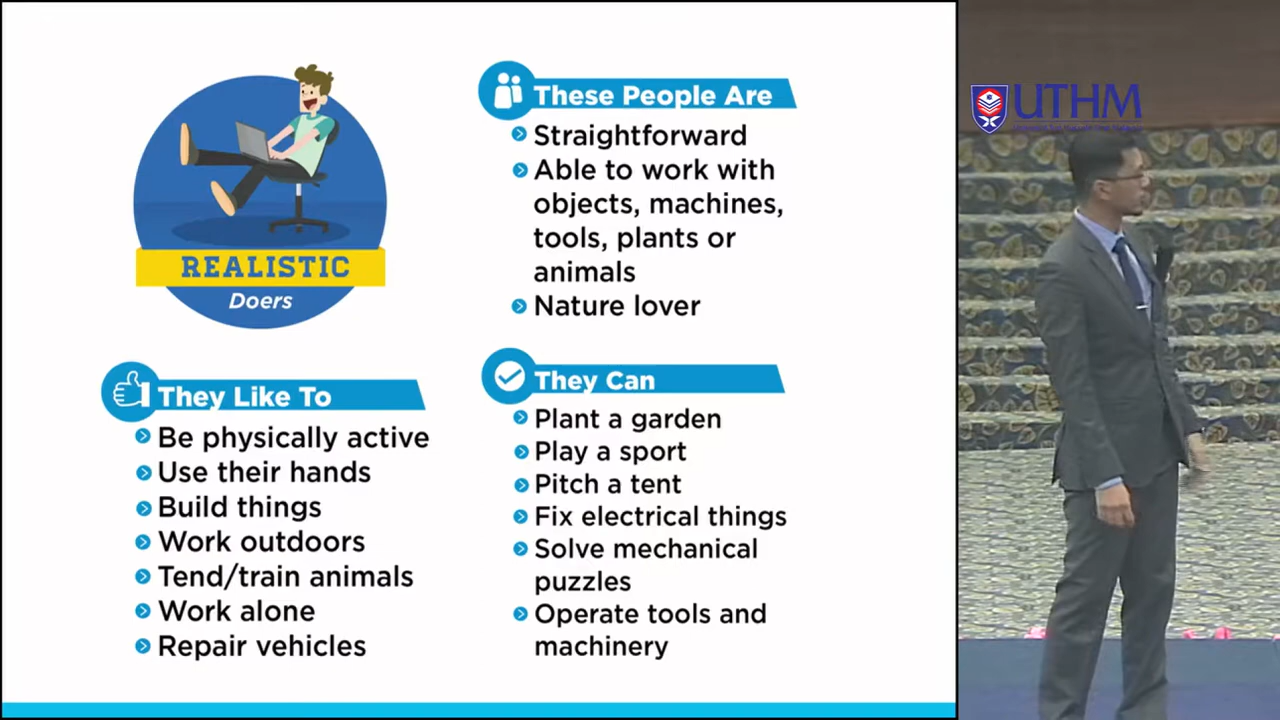 REALISTIC
Doers
These People Are
Straightforward
Able to work with
objects, machines,
tools, plants or
animals
Nature lover
They Like To
Be physically active
Use their hands
Build things
Work outdoors
Tend/train animals
Work alone
Repair vehicles
They Can
Plant a garden
Play a sport
Pitch a tent
Fix electrical things
Solve mechanical
puzzles
Operate tools and
machinery
UTHM